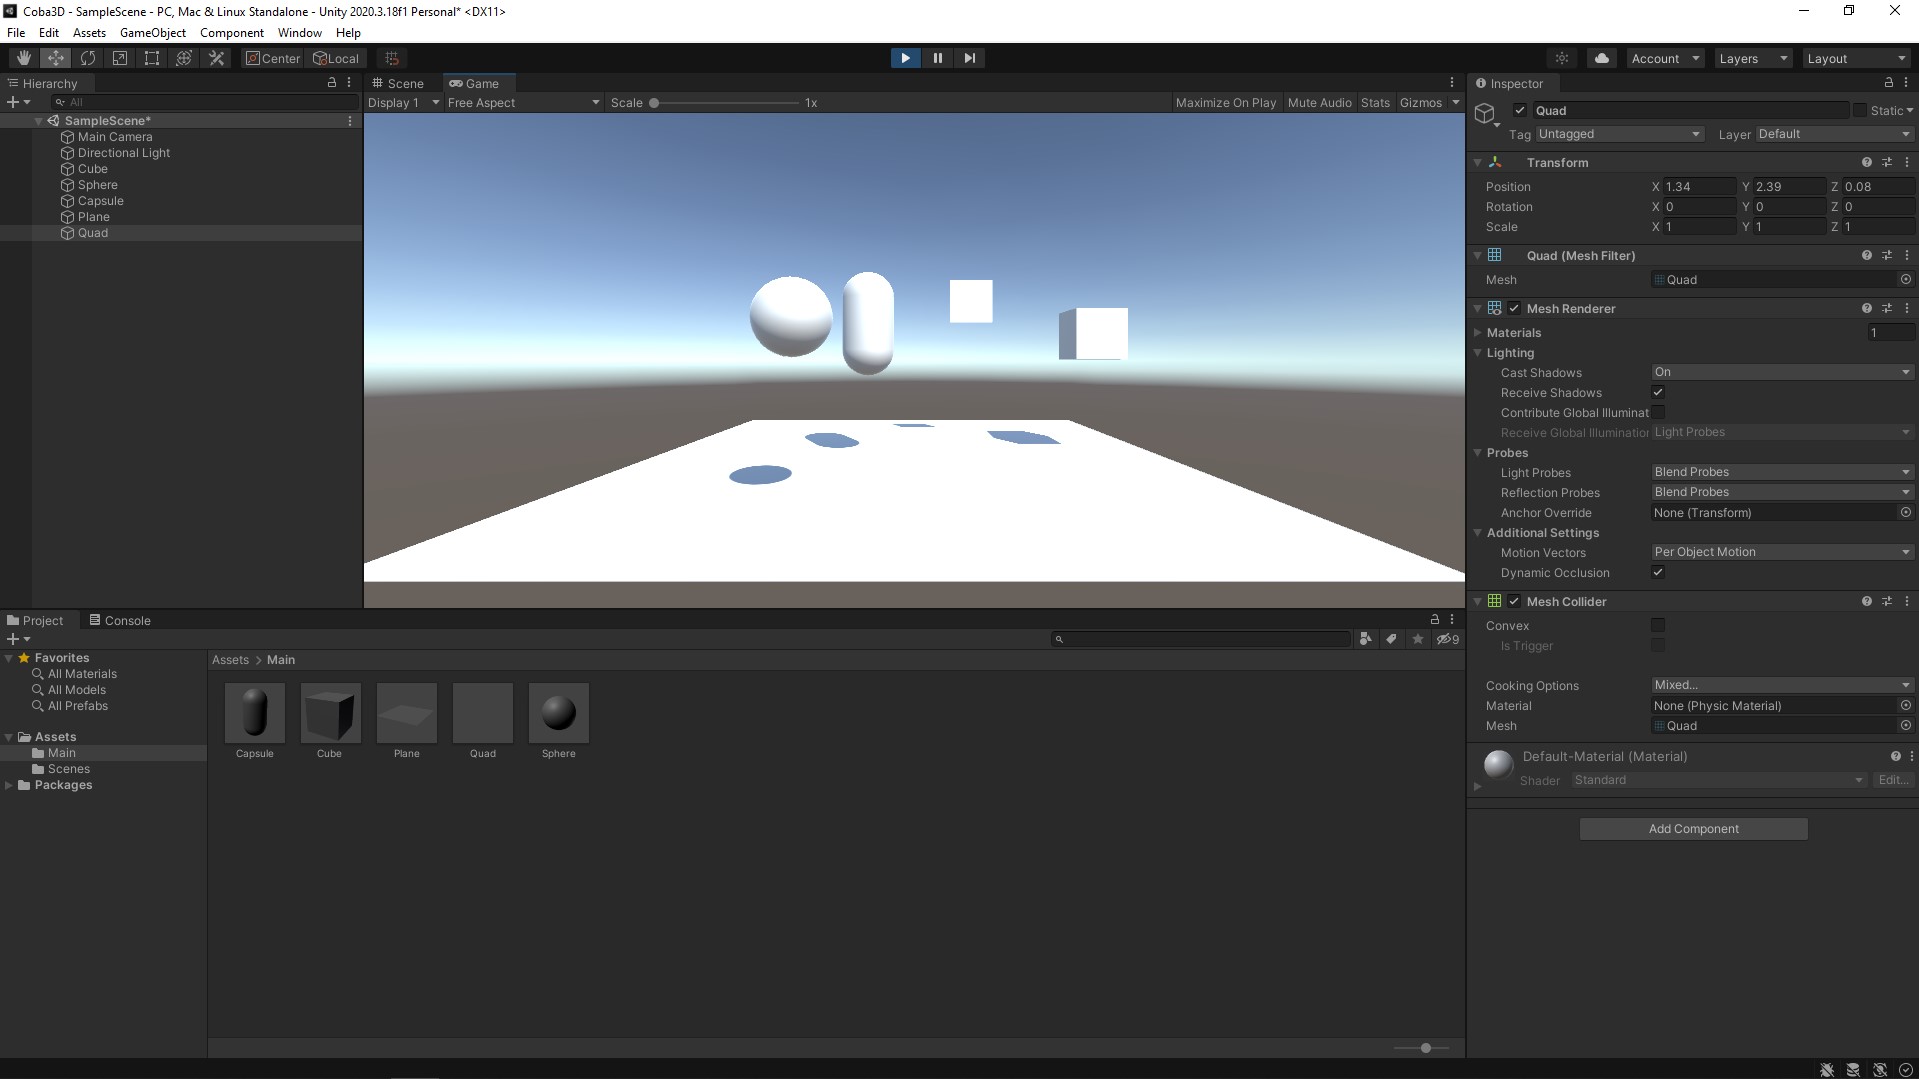 Coba3D - SampleScene - PC, Mac & Linux Standalone - Unity 2020.3.18f1 Personal* <DX11>
File Edit Assets GameObject Component Window Help
Center Local
Account Layers Layout
Hierarchy
All
SampleScene*
Main Camera
Directional Light
Cube
Sphere
Capsule
Plane
Quad
Scene Game
Display 1 Free Aspect Scale 1x Maximize On Play Mute Audio Stats Gizmos
Inspector
Quad Static
Tag Untagged Layer Default
Transform
Position X 1.34 Y 2.39 Z 0.08
Rotation X 0 Y 0 Z 0
Scale X 1 Y 1 Z 1
Quad (Mesh Filter)
Mesh Quad
Mesh Renderer
Materials 1
Lighting
Cast Shadows On
Receive Shadows
Contribute Global Illuminat
Receive Global Illumination Light Probes
Probes
Light Probes Blend Probes
Reflection Probes Blend Probes
Anchor Override None (Transform)
Additional Settings
Motion Vectors Per Object Motion
Dynamic Occlusion
Mesh Collider
Convex
Is Trigger
Cooking Options Mixed...
Material None (Physic Material)
Mesh Quad
Default-Material (Material)
Shader Standard Edit...
Add Component
Project Console
9
Favorites
All Materials
All Models
All Prefabs
Assets
Main
Scenes
Packages
Assets > Main
Capsule Cube Plane Quad Sphere